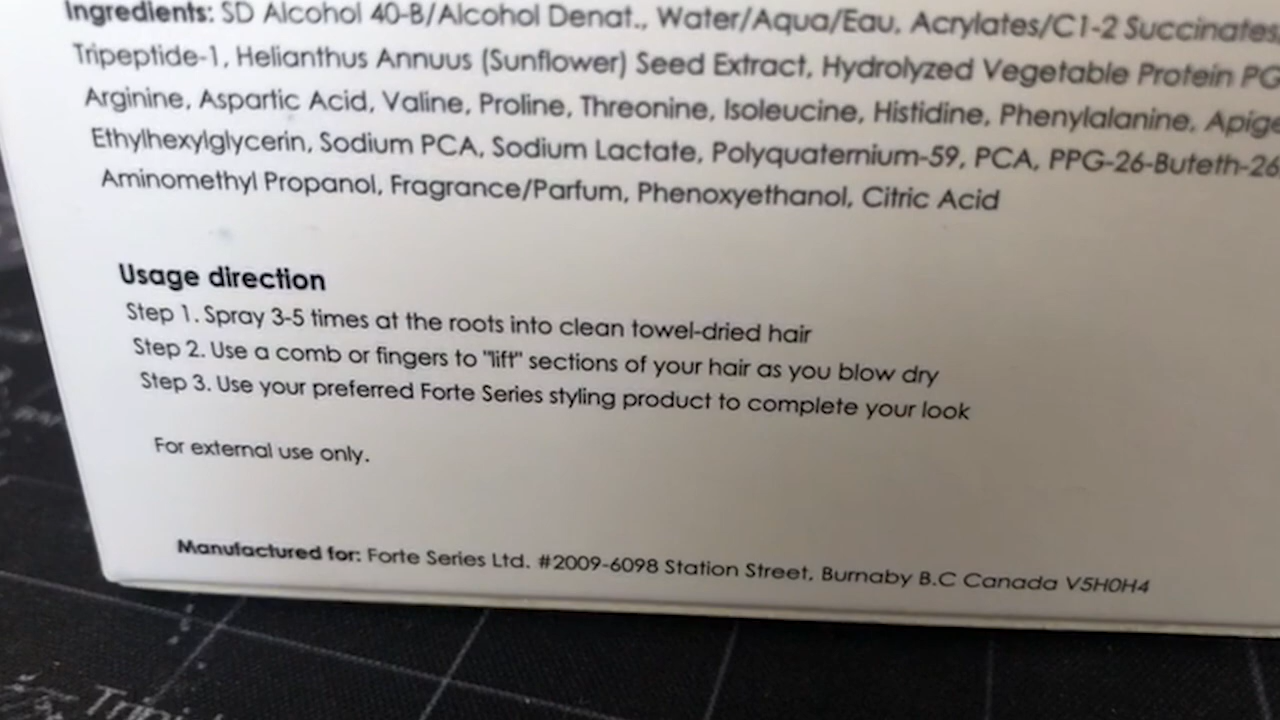 Ingredients: SD Alcohol 40-B/Alcohol Denat., Water/Aqua/Eau, Acrylates/C1-2 Succinates
Tripeptide-1, Helianthus Annuus (Sunflower) Seed Extract, Hydrolyzed Vegetable Protein PG
Arginine, Aspartic Acid, Valine, Proline, Threonine, Isoleucine, Histidine, Phenylalanine, Apige
Ethylhexylglycerin, Sodium PCA, Sodium Lactate, Polyquaternium-59, PCA, PPG-26-Buteth-26
Aminomethyl Propanol, Fragrance/Parfum, Phenoxyethanol, Citric Acid
Usage direction
Step 1. Spray 3-5 times at the roots into clean towel-dried hair
Step 2. Use a comb or fingers to "lift" sections of your hair as you blow dry
Step 3. Use your preferred Forte Series styling product to complete your look
For external use only.
Manufactured for: Forte Series Ltd. #2009-6098 Station Street, Burnaby B.C Canada V5H0H4